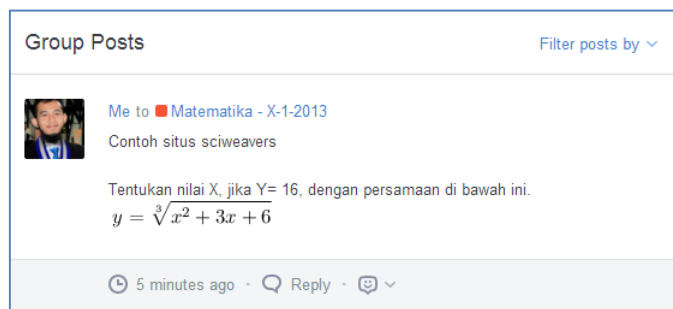 Group Posts
Filter posts by
Me to Matematika - X-1-2013
Contoh situs sciweavers
Tentukan nilai X, jika Y= 16, dengan persamaan di bawah ini.
y = ∛(x² + 3x + 6)
5 minutes ago · Reply ·